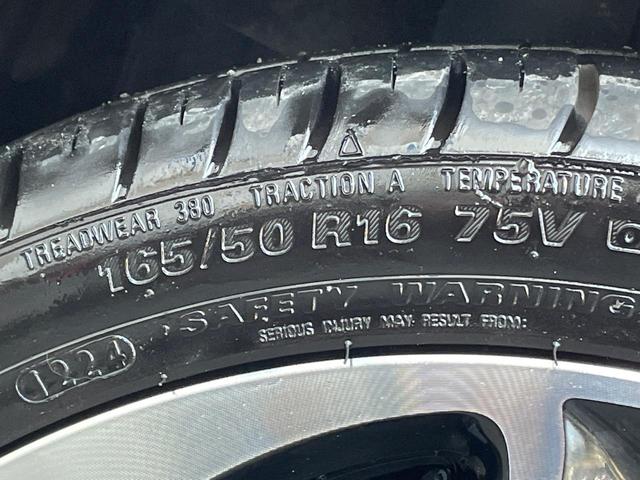 TREADWEAR 380 TRACTION A TEMPERATURE
165/50 R16 75V
SAFETY WARNING
SERIOUS INJURY MAY RESULT FROM:
1224